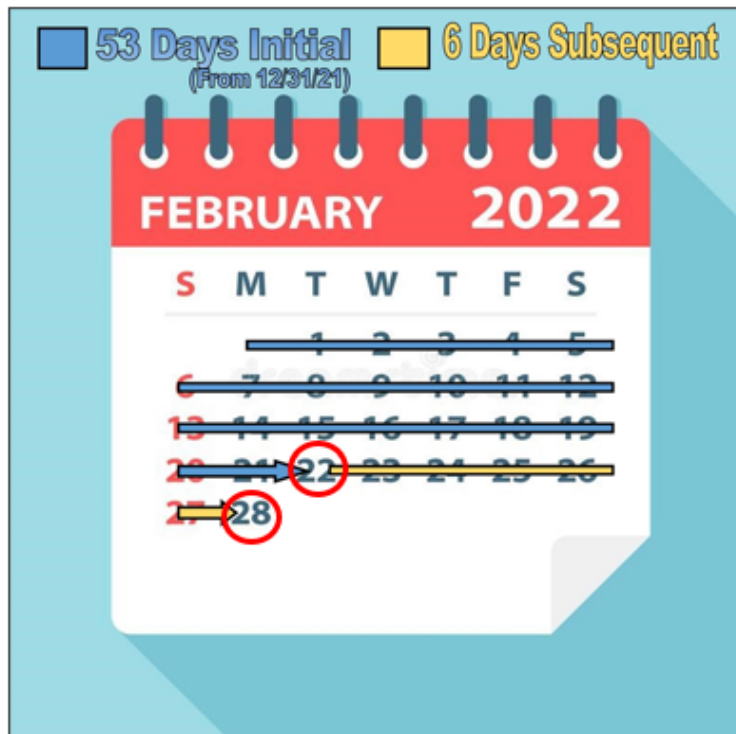 53 Days Initial
(From 12/31/21)
6 Days Subsequent
FEBRUARY 2022
S M T W T F S
1 2 3 4 5
6 7 8 9 10 11 12
13 14 15 16 17 18 19
20 21 22 23 24 25 26
27 28